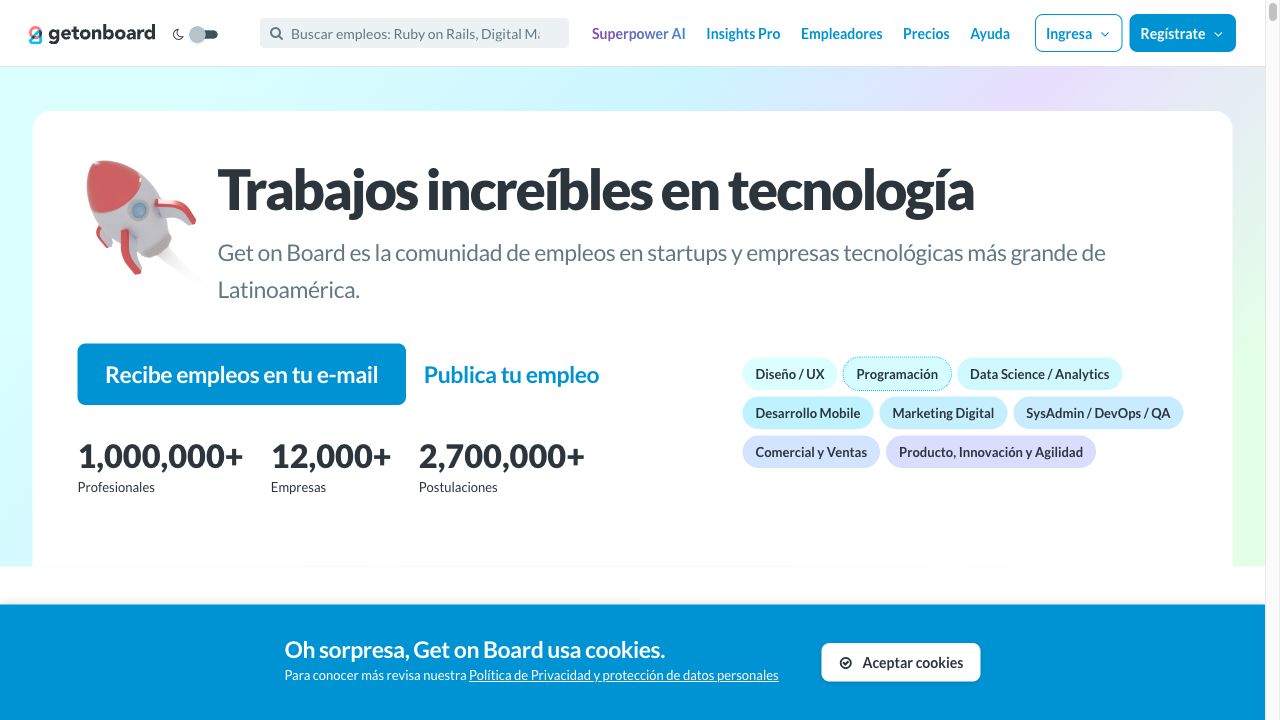 getonboard
Buscar empleos: Ruby on Rails, Digital Ma
Superpower AI
Insights Pro
Empleadores
Precios
Ayuda
Ingresa
Regístrate
Trabajos increíbles en tecnología
Get on Board es la comunidad de empleos en startups y empresas tecnológicas más grande de
Latinoamérica.
Recibe empleos en tu e-mail
Publica tu empleo
1,000,000+
Profesionales
12,000+
Empresas
2,700,000+
Postulaciones
Diseño / UX
Programación
Data Science / Analytics
Desarrollo Mobile
Marketing Digital
SysAdmin / DevOps / QA
Comercial y Ventas
Producto, Innovación y Agilidad
Oh sorpresa, Get on Board usa cookies.
Para conocer más revisa nuestra Política de Privacidad y protección de datos personales
Aceptar cookies